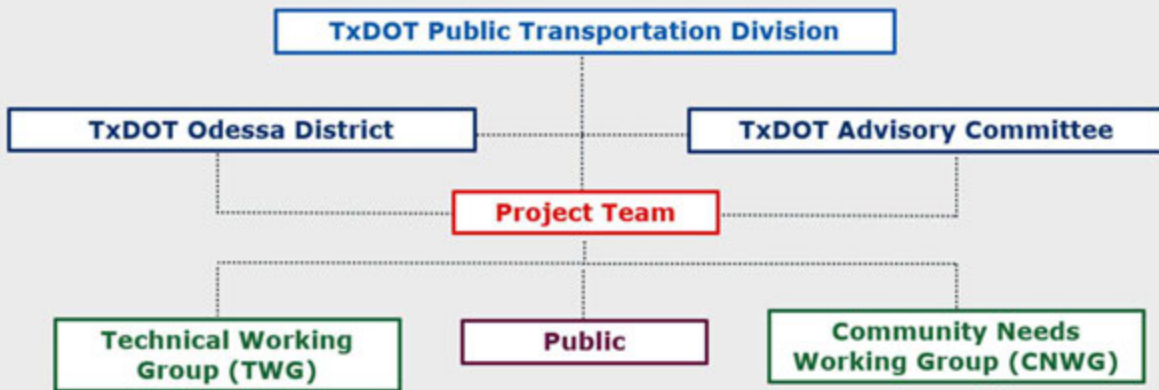 TxDOT Public Transportation Division
TxDOT Odessa District
TxDOT Advisory Committee
Project Team
Technical Working
Group (TWG)
Public
Community Needs
Working Group (CNWG)